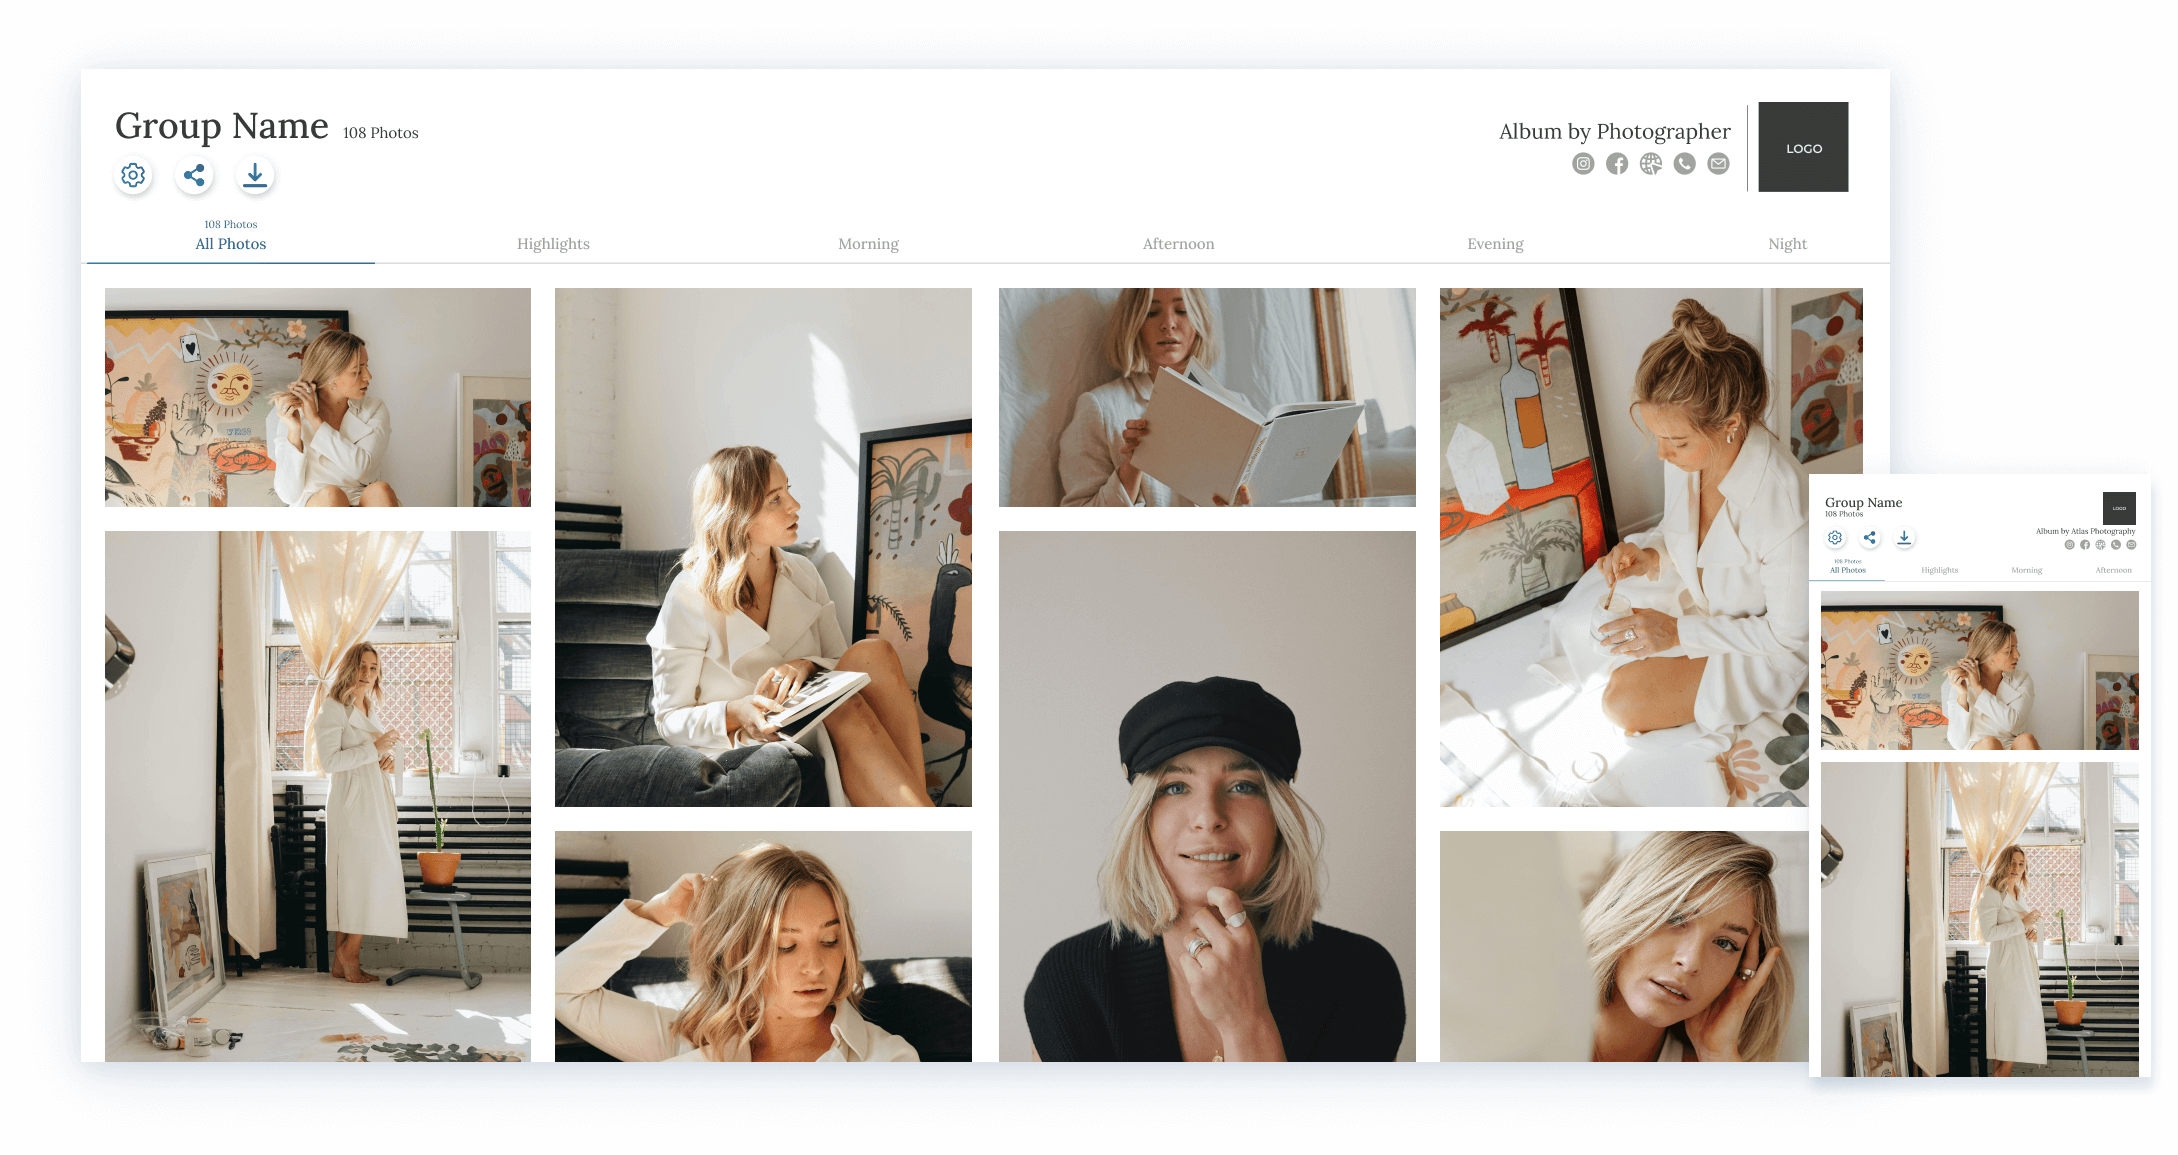 Group Name 108 Photos
Album by Photographer
LOGO
108 Photos
All Photos
Highlights
Morning
Afternoon
Evening
Night
Group Name
108 Photos
LOGO
Album by Atlas Photography
108 Photos
All Photos
Highlights
Morning
Afternoon